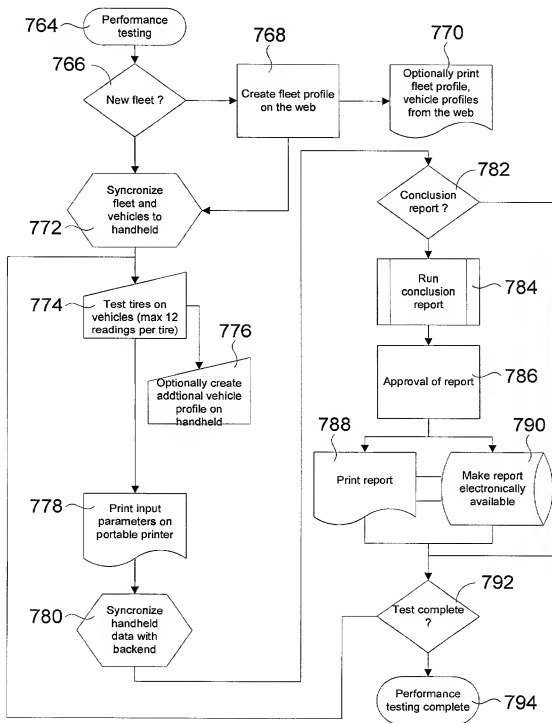 764
Performance
testing
766
New fleet ?
768
Create fleet profile
on the web
770
Optionally print
fleet profile,
vehicle profiles
from the web
772
Syncronize
fleet and
vehicles to
handheld
774
Test tires on
vehicles (max 12
readings per tire)
776
Optionally create
addtional vehicle
profile on
handheld
778
Print input
parameters on
portable printer
780
Syncronize
handheld
data with
backend
782
Conclusion
report ?
784
Run
conclusion
report
786
Approval of report
788
Print report
790
Make report
electronically
available
792
Test complete
?
794
Performance
testing complete